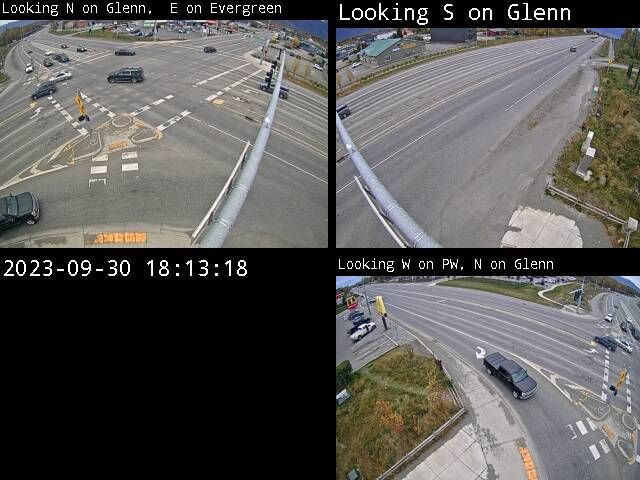 Looking N on Glenn, E on Evergreen
Looking S on Glenn
2023-09-30 18:13:18
Looking W on PW, N on Glenn